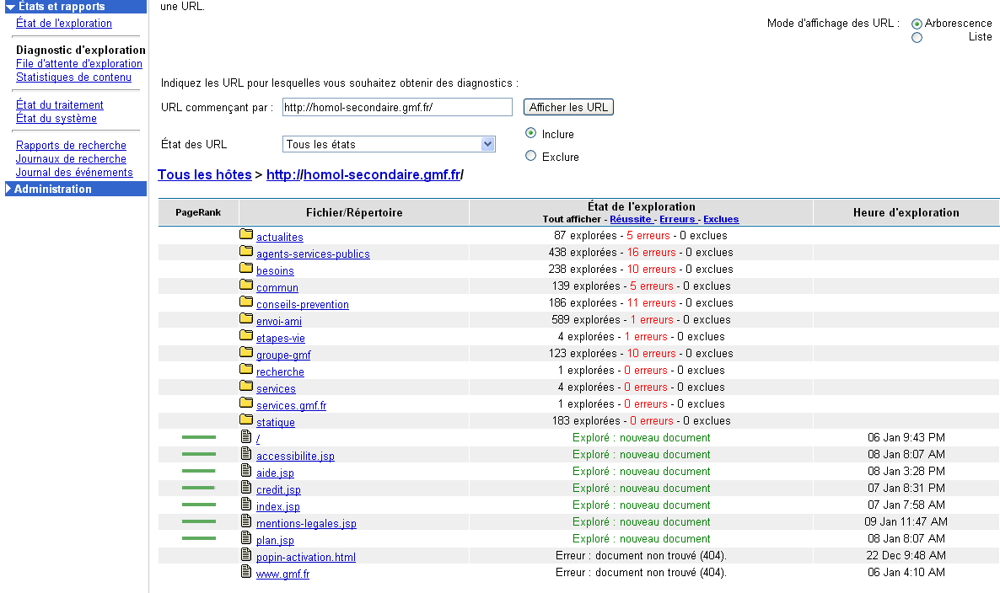 États et rapports
État de l'exploration
Diagnostic d'exploration
File d'attente d'exploration
Statistiques de contenu
État du traitement
État du système
Rapports de recherche
Journaux de recherche
Journal des événements
Administration
une URL.
Mode d'affichage des URL : Arborescence
Liste
Indiquez les URL pour lesquelles vous souhaitez obtenir des diagnostics :
URL commençant par : http://homol-secondaire.gmf.fr/ Afficher les URL
État des URL Tous les états Inclure
Exclure
Tous les hôtes > http://homol-secondaire.gmf.fr/
PageRank Fichier/Répertoire État de l'exploration Heure d'exploration
Tout afficher - Réussite - Erreurs - Exclues
actualites 87 explorées - 5 erreurs - 0 exclues
agents-services-publics 438 explorées - 16 erreurs - 0 exclues
besoins 238 explorées - 10 erreurs - 0 exclues
commun 139 explorées - 5 erreurs - 0 exclues
conseils-prevention 186 explorées - 11 erreurs - 0 exclues
envoi-ami 589 explorées - 1 erreurs - 0 exclues
etapes-vie 4 explorées - 1 erreurs - 0 exclues
groupe-gmf 123 explorées - 10 erreurs - 0 exclues
recherche 1 explorées - 0 erreurs - 0 exclues
services 4 explorées - 0 erreurs - 0 exclues
services.gmf.fr 1 explorées - 0 erreurs - 0 exclues
statique 183 explorées - 0 erreurs - 0 exclues
/ Exploré : nouveau document 06 Jan 9:43 PM
accessibilite.jsp Exploré : nouveau document 08 Jan 8:07 AM
aide.jsp Exploré : nouveau document 08 Jan 3:28 PM
credit.jsp Exploré : nouveau document 07 Jan 8:31 PM
index.jsp Exploré : nouveau document 07 Jan 7:58 AM
mentions-legales.jsp Exploré : nouveau document 09 Jan 11:47 AM
plan.jsp Exploré : nouveau document 08 Jan 8:07 AM
popin-activation.html Erreur : document non trouvé (404). 22 Dec 9:48 AM
www.gmf.fr Erreur : document non trouvé (404). 06 Jan 4:10 AM